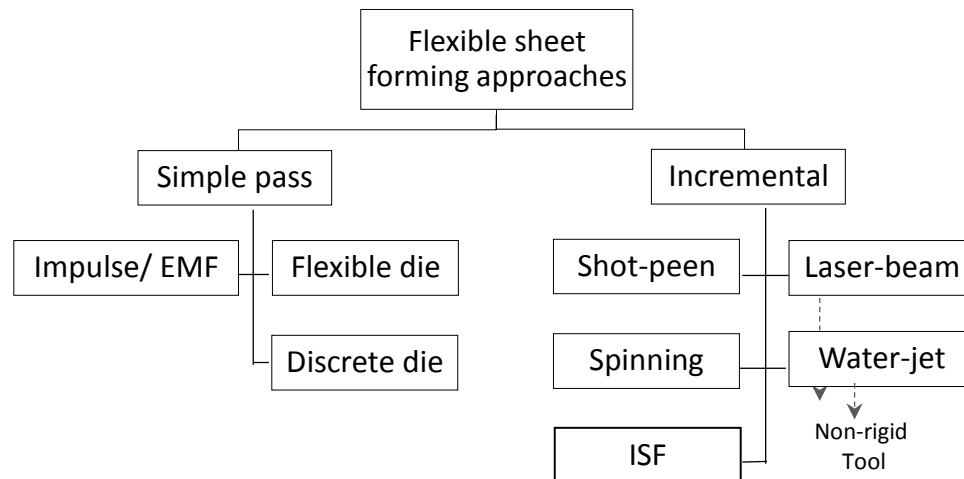 Flexible sheet
forming approaches
Simple pass
Incremental
Impulse/ EMF
Flexible die
Shot-peen
Laser-beam
Discrete die
Spinning
Water-jet
ISF
Non-rigid
Tool